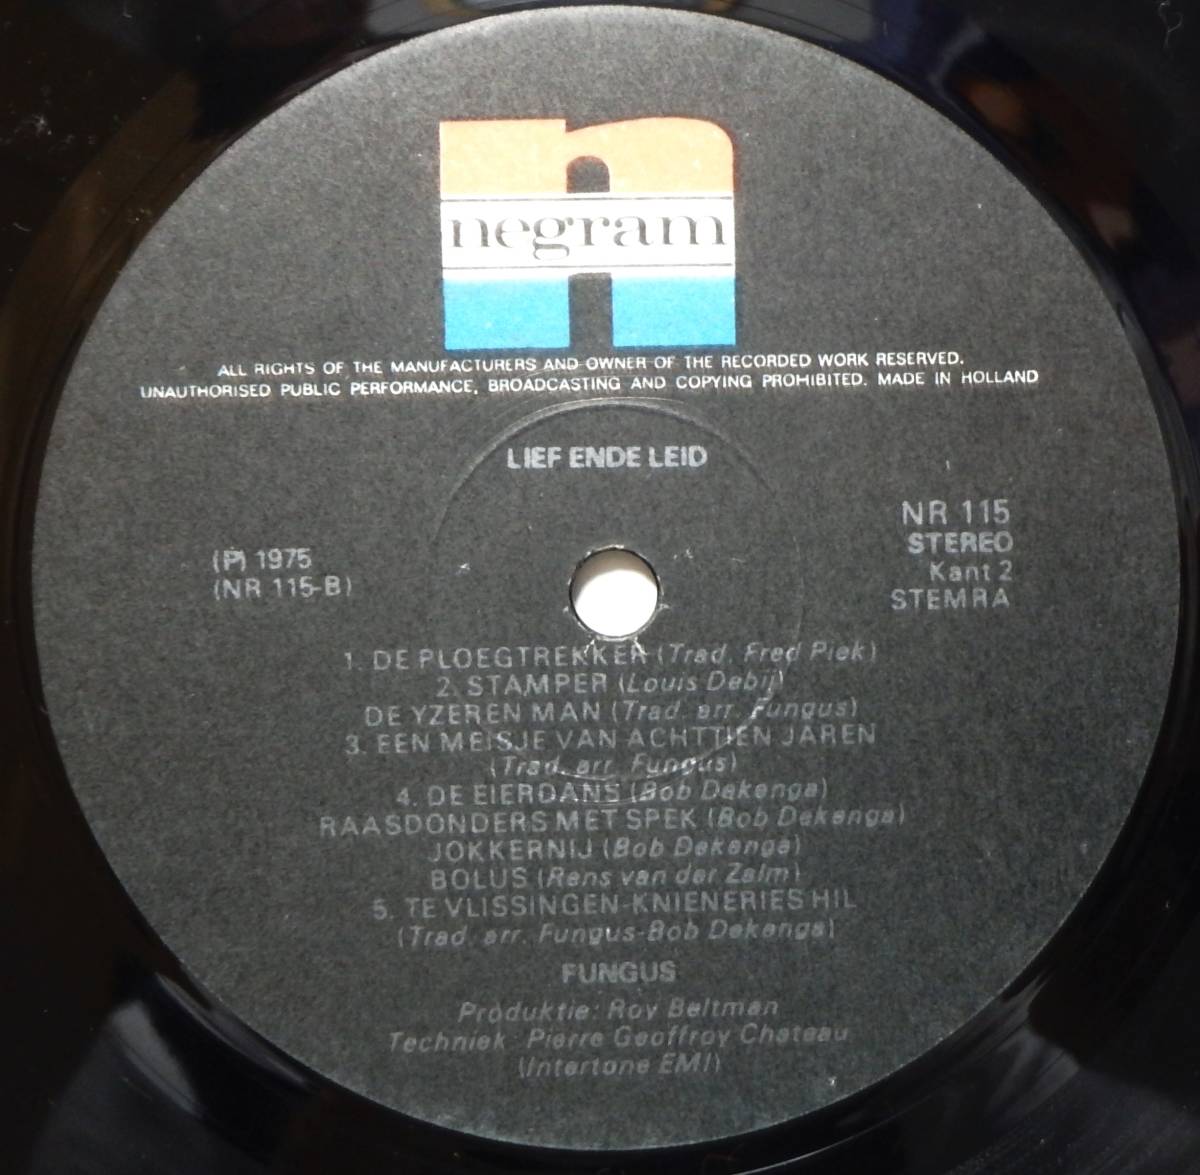 negram
ALL RIGHTS OF THE MANUFACTURERS AND OWNER OF THE RECORDED WORK RESERVED.
UNAUTHORISED PUBLIC PERFORMANCE, BROADCASTING AND COPYING PROHIBITED. MADE IN HOLLAND
LIEF ENDE LEID
NR 115
STEREO
Kant 2
STEMRA
(P) 1975
(NR 115-B)
1. DE PLOEGTREKKER (Trad. Fred Piek)
2. STAMPER (Louis Debij)
DE YZEREN MAN (Trad. arr. Fungus)
3. EEN MEISJE VAN ACHTTIEN JAREN
(Trad. arr. Fungus)
4. DE EIERDANS (Bob Dekenga)
RAASDONDERS MET SPEK (Bob Dekenga)
JOKKERNIJ (Bob Dekenga)
BOLUS (Rens van der Zalm)
5. TE VLISSINGEN-KNIENERIES HIL
(Trad. arr. Fungus-Bob Dekenga)
FUNGUS
Produktie: Roy Beltman
Techniek: Pierre Geoffroy Chateau
(Intertone EMI)